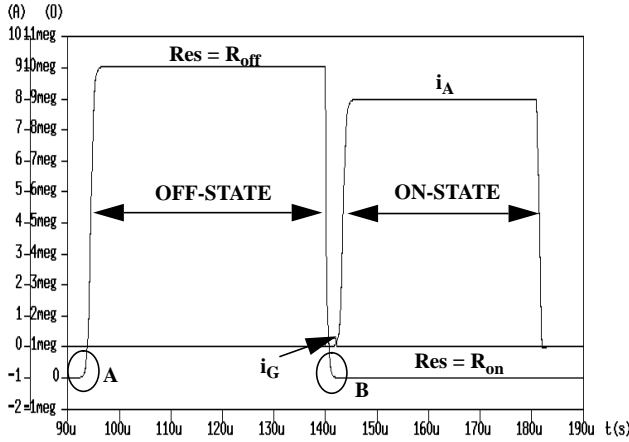 (A) (Ω)
10 11meg
9 10meg
8 9meg
7 8meg
6 7meg
5 6meg
4 5meg
3 4meg
2 3meg
1 2meg
0 1meg
-1 0
-2 -1meg
Res = Roff
iA
OFF-STATE
ON-STATE
iG
Res = Ron
A
B
90u 100u 110u 120u 130u 140u 150u 160u 170u 180u 190u t(s)